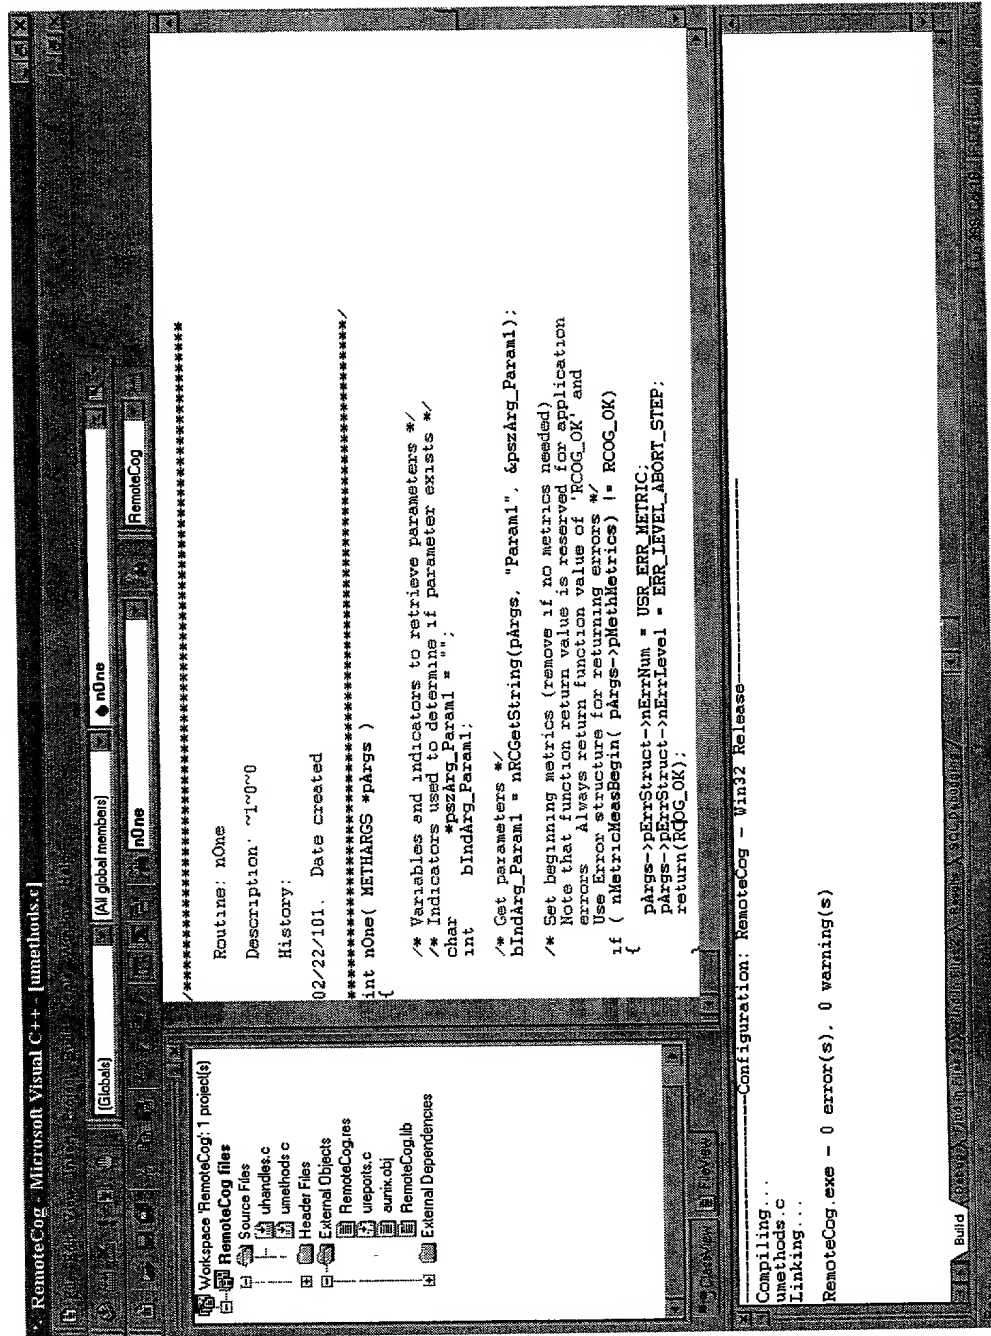 RemoteCog - Microsoft Visual C++ - [umethods.c]
(Globals)
(All global members)
nOne
nOne
RemoteCog
Workspace 'RemoteCog': 1 project(s)
RemoteCog files
Source Files
uhandles.c
umethods c
Header Files
External Objects
RemoteCog.res
ureports.c
aunix.obj
RemoteCog.lib
External Dependencies
ClassView
FileView
/*****************************************************************
Routine: nOne
Description: ~~1~0~0
History:
02/22/101. Date created
*****************************************************************/
int nOne( METHARGS *pArgs )
{
/* Variables and indicators to retrieve parameters */
/* Indicators used to determine if parameter exists */
char *pszArg_Param1 = "";
int bIndArg_Param1;
/* Get parameters */
bIndArg_Param1 = nRCGetString(pArgs, "Param1", &pszArg_Param1);
/* Set beginning metrics (remove if no metrics needed)
Note that function return value is reserved for application
errors Always return function value of 'RCOG_OK' and
Use Error structure for returning errors */
if ( nMetricMeasBegin( pArgs->pMethMetrics) != RCOG_OK)
{
pArgs->pErrStruct->nErrNum = USR_ERR_METRIC;
pArgs->pErrStruct->nErrLevel = ERR_LEVEL_ABORT_STEP;
return(RCOG_OK);
}
--------------------Configuration: RemoteCog - Win32 Release--------------------
Compiling...
umethods.c
Linking...
RemoteCog.exe - 0 error(s), 0 warning(s)
Build